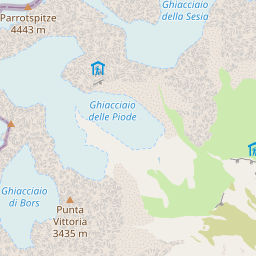 Parrotspitze
4443 m
Ghiacciaio
della Sesia
Ghiacciaio
delle Piode
Ghiacciaio
di Bors
Punta
Vittoria
3435 m